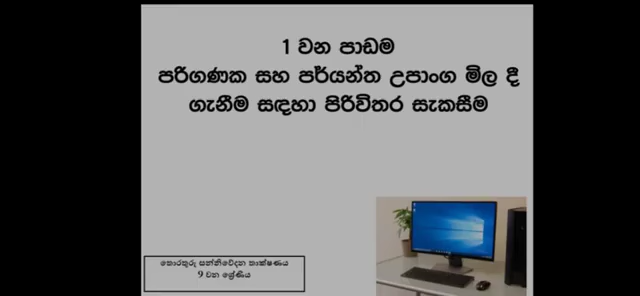 1 වන පාඩම
පරිගණක සහ පර්යන්ත උපාංග මිල දී
ගැනීම සඳහා පිරිවිතර සැකසීම
තොරතුරු සන්නිවේදන තාක්ෂණය
9 වන ශ්‍රේණිය